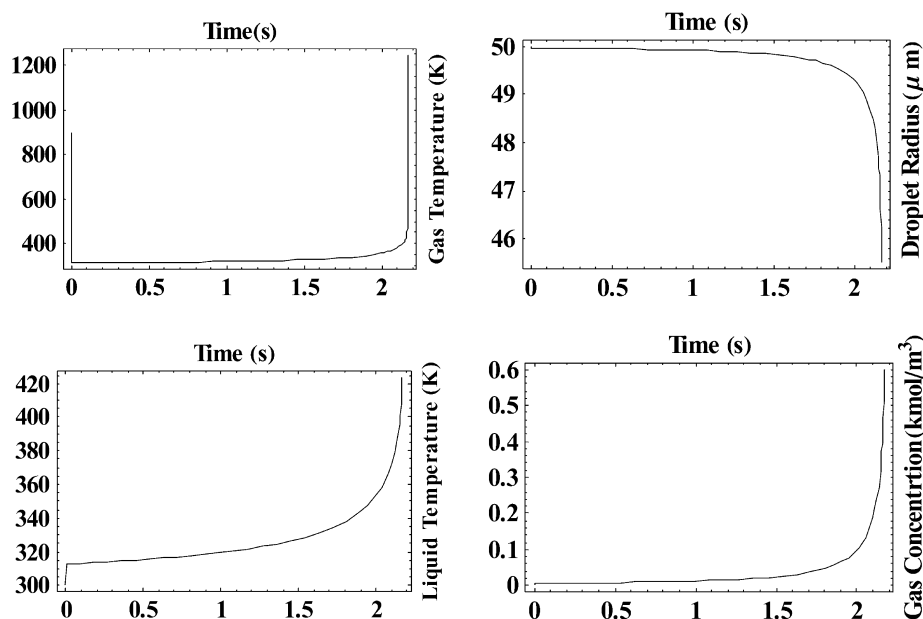 Time(s)
1200
1000
800
600
400
0 0.5 1 1.5 2
Gas Temperature (K)
Time (s)
50
49
48
47
46
0 0.5 1 1.5 2
Droplet Radius (μ m)
Time (s)
420
400
380
360
340
320
300
0 0.5 1 1.5 2
Liquid Temperature (K)
Time (s)
0.6
0.5
0.4
0.3
0.2
0.1
0
0 0.5 1 1.5 2
Gas Concentrtion(kmol/m³)